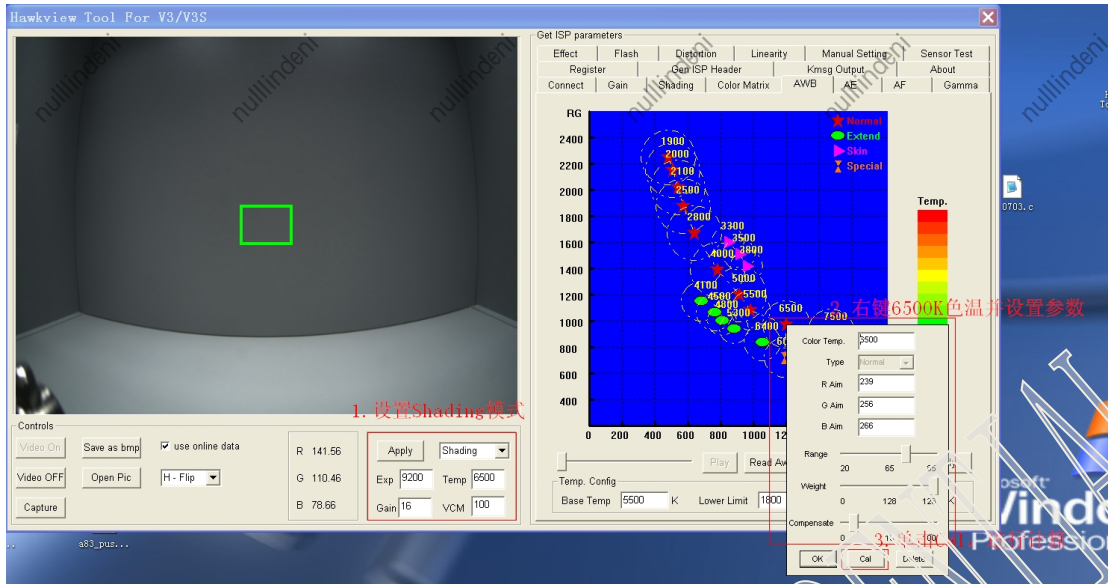 Hawkview Tool For V3/V3S
Get ISP parameters
Effect Flash Distortion Linearity Manual Setting Sensor Test
Register Gen ISP Header Kmsg Output About
Connect Gain Shading Color Matrix AWB AE AF Gamma
nulllindeni nulllindeni nulllindeni nulllindeni nulllindeni
RG
Normal
Extend
Skin
Special
2400
2200
2000
1800
1600
1400
1200
1000
800
600
400
0 200 400 600 800 1000
1900
2000
2100
2500
2800
3300
3500
3800
4000
5000
4100
4500
5500
4800
5300
6500
7500
6400
Temp.
0703.c
2. 右键6500K色温并设置参数
Color Temp. 6500
Type Normal
R Aim 239
G Aim 256
B Aim 266
Range
20 65
Weight
0 128
Compensate
0
OK Cal Delete
1. 设置Shading模式
Controls
Video On Save as bmp use online data
Video OFF Open Pic H - Flip
Capture
R 141.56
G 110.46
B 78.66
Apply Shading
Exp 9200 Temp 6500
Gain 16 VCM 100
Play
Temp. Config
Base Temp 5500 K Lower Limit 1800
a83_pus...